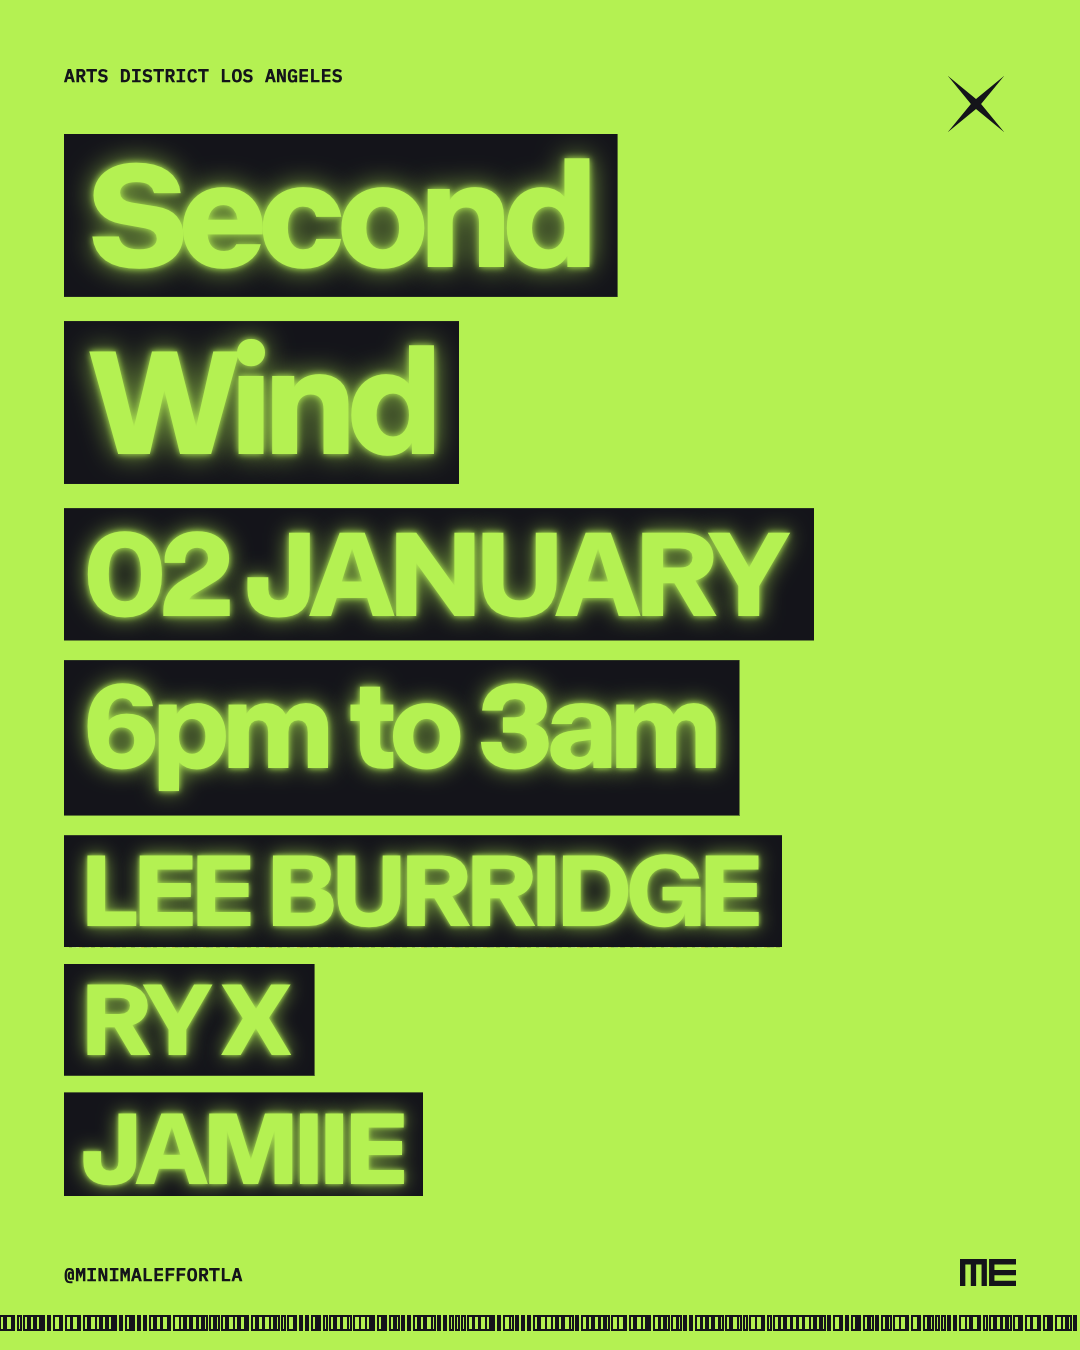 ARTS DISTRICT LOS ANGELES
Second
Wind
02 JANUARY
6pm to 3am
LEE BURRIDGE
RY X
JAMIIE
@MINIMALEFFORTLA
ME